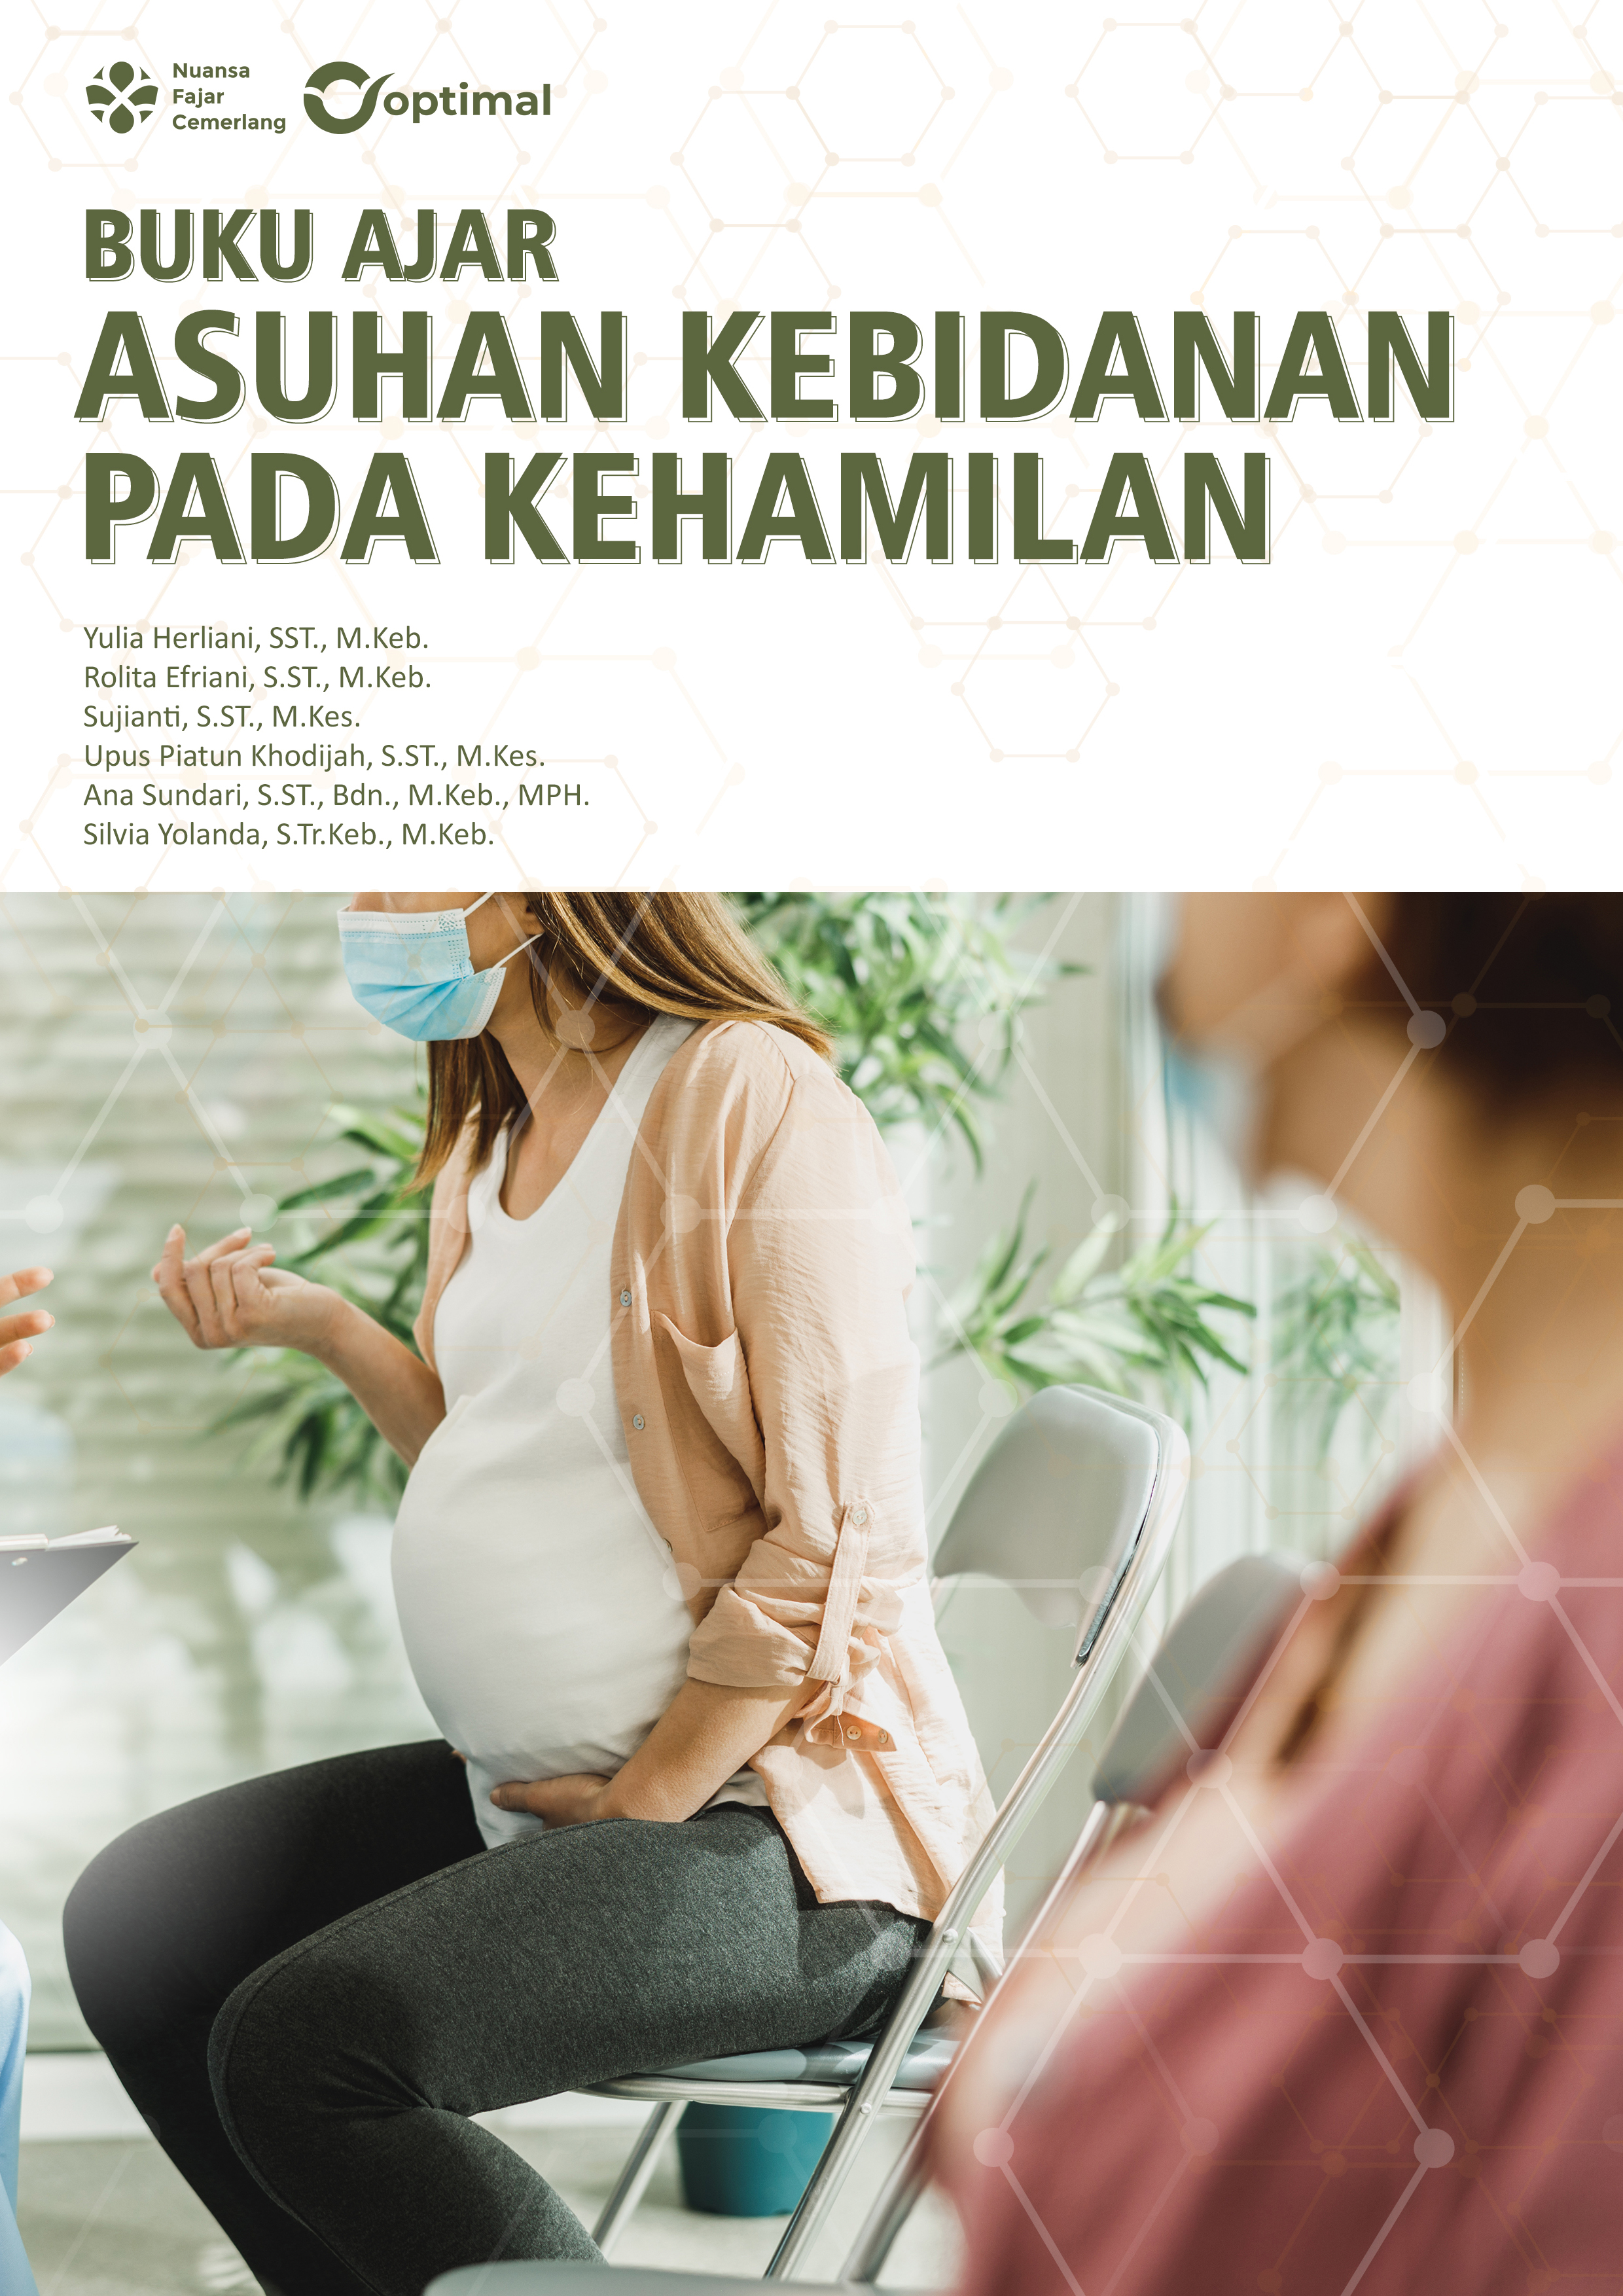 Nuansa
Fajar
Cemerlang
optimal
BUKU AJAR
ASUHAN KEBIDANAN
PADA KEHAMILAN
Yulia Herliani, SST., M.Keb.
Rolita Efriani, S.ST., M.Keb.
Sujianti, S.ST., M.Kes.
Upus Piatun Khodijah, S.ST., M.Kes.
Ana Sundari, S.ST., Bdn., M.Keb., MPH.
Silvia Yolanda, S.Tr.Keb., M.Keb.